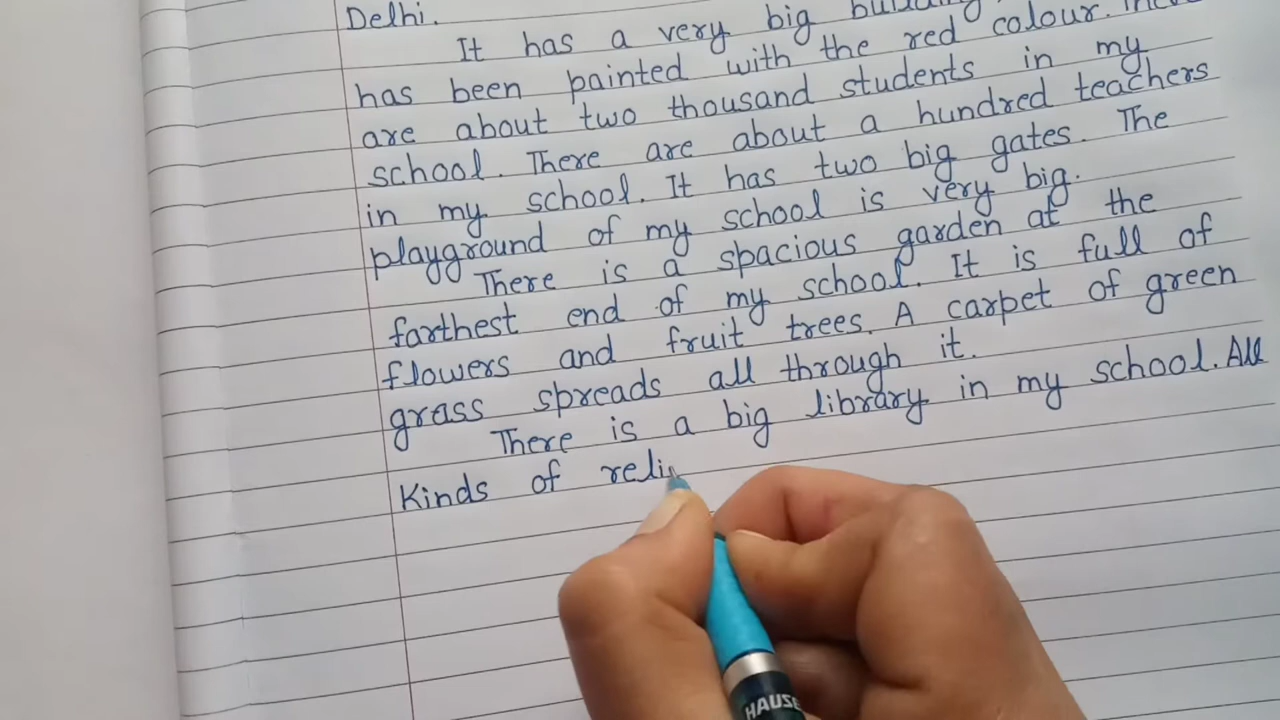 Delhi.
It has a very big building
has been painted with the red colour. There
are about two thousand students in my
school. There are about a hundred teachers
in my school. It has two big gates. The
playground of my school is very big.
There is a spacious garden at the
farthest end of my school. It is full of
flowers and fruit trees. A carpet of green
grass spreads all through it.
There is a big library in my school. All
Kinds of reli
HAUSE